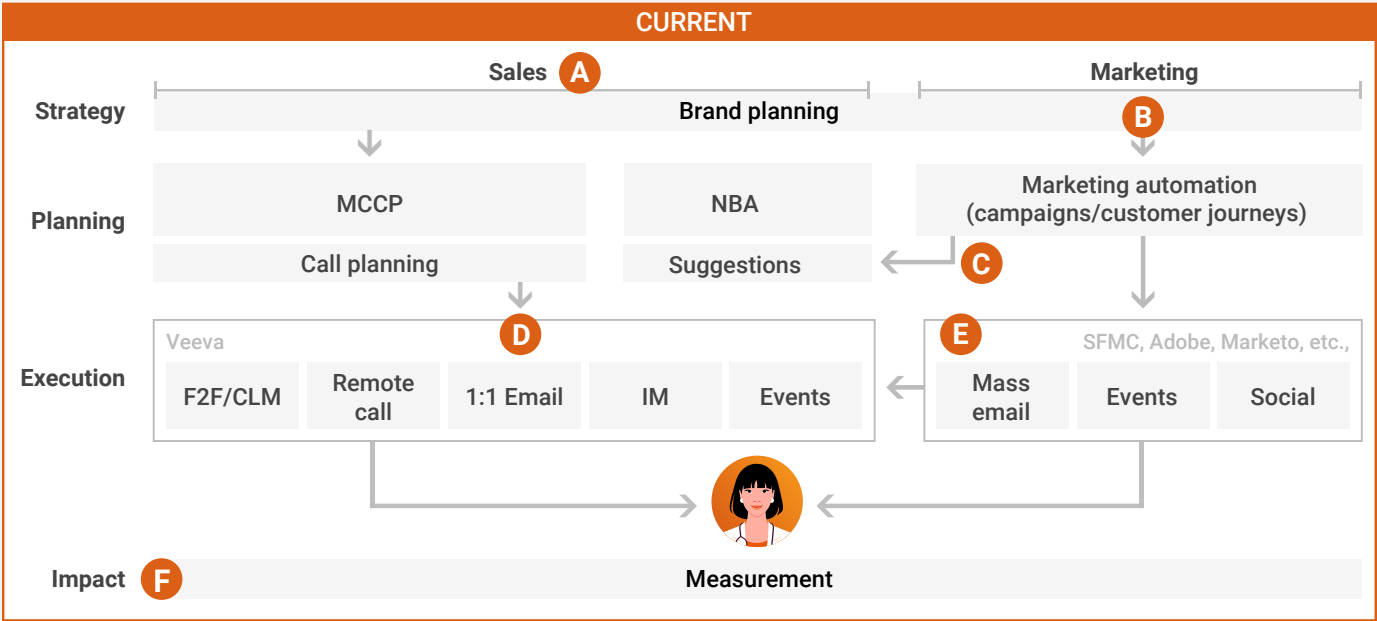 CURRENT
Sales A
Marketing
Strategy
Brand planning
B
Planning
MCCP
NBA
Marketing automation
(campaigns/customer journeys)
Call planning
Suggestions
C
D
E
Execution
Veeva
SFMC, Adobe, Marketo, etc.,
F2F/CLM
Remote
call
1:1 Email
IM
Events
Mass
email
Events
Social
Impact
F
Measurement